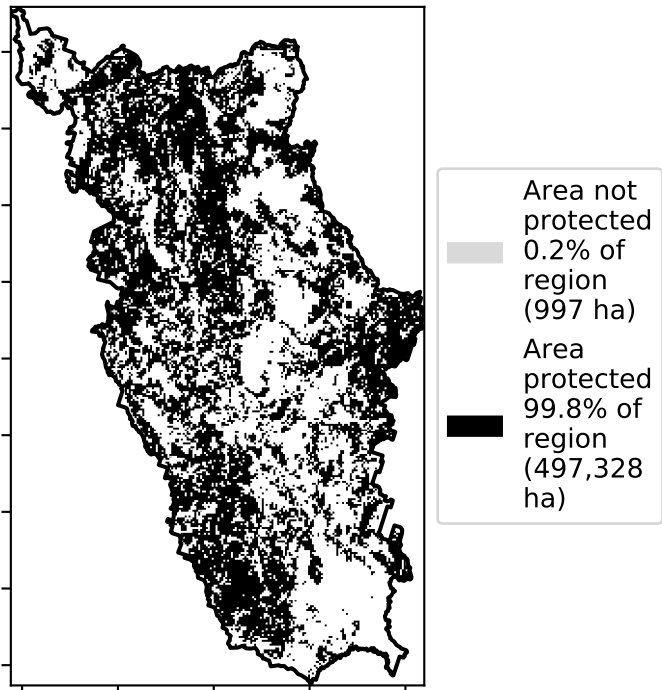 Area not
protected
0.2% of
region
(997 ha)
Area
protected
99.8% of
region
(497,328
ha)